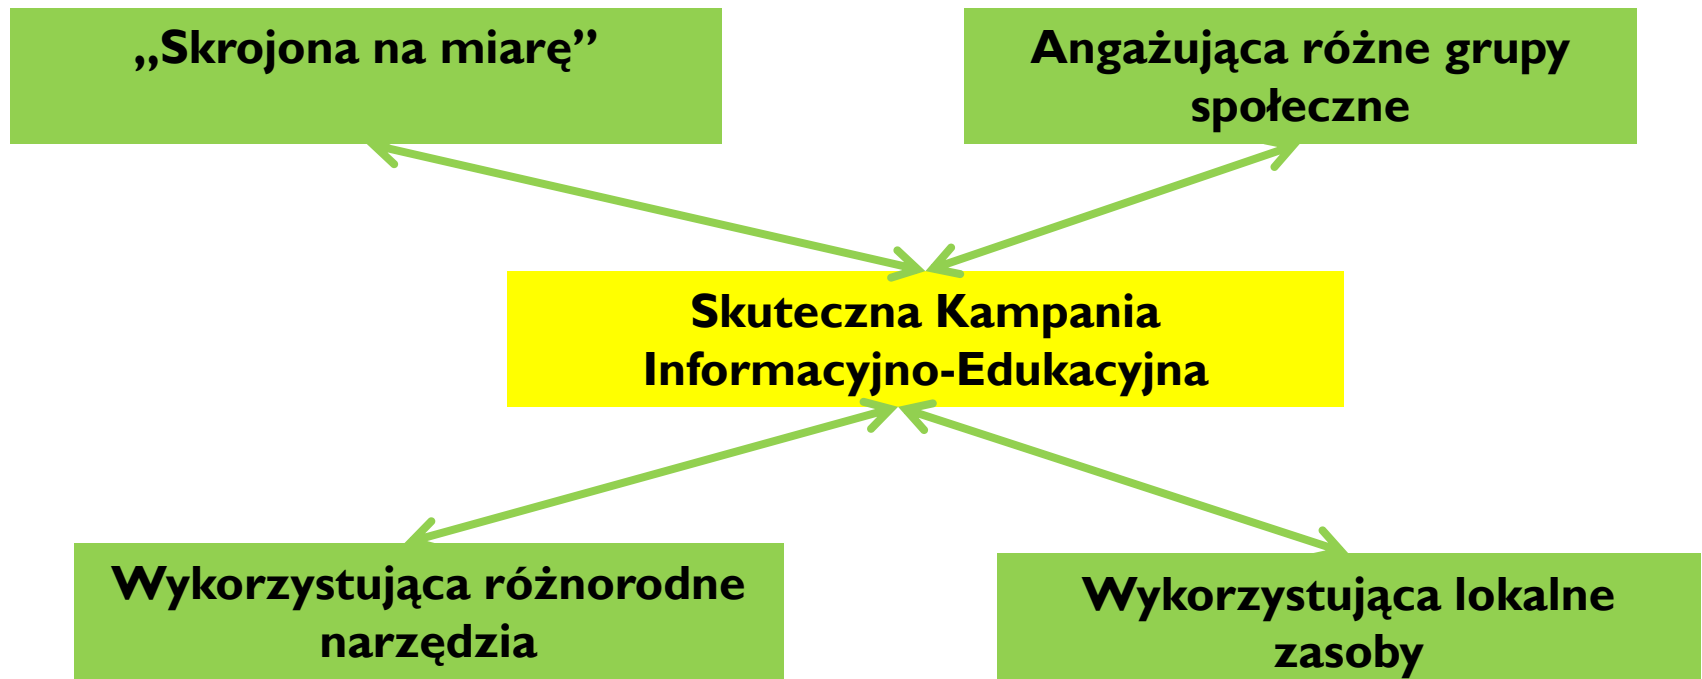 „Skrojona na miarę”
Angażująca różne grupy
społeczne
Skuteczna Kampania
Informacyjno-Edukacyjna
Wykorzystująca różnorodne
narzędzia
Wykorzystująca lokalne
zasoby